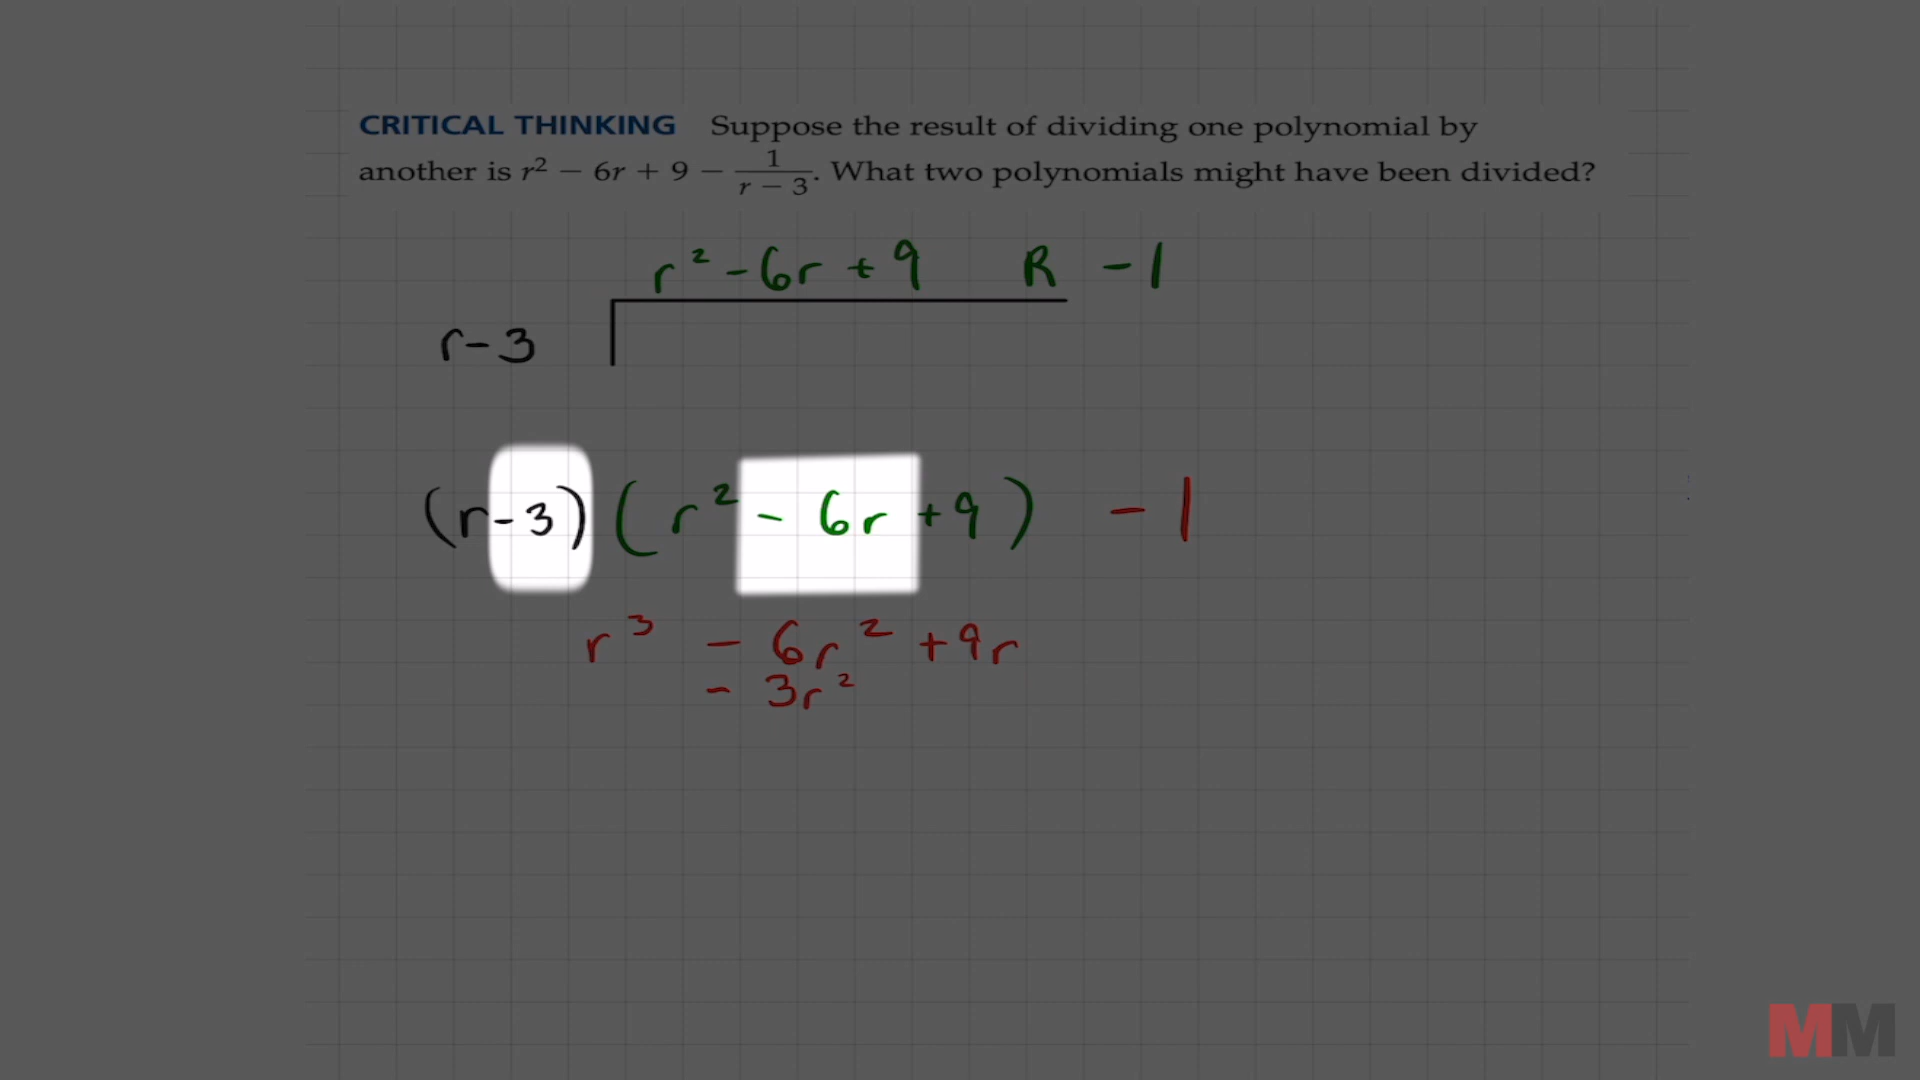 CRITICAL THINKING Suppose the result of dividing one polynomial by
another is r² − 6r + 9 − 1/(r − 3). What two polynomials might have been divided?
r² - 6r + 9 R - 1
r - 3
(r - 3) (r² - 6r + 9) - 1
r³ - 6r² + 9r
- 3r²
MM